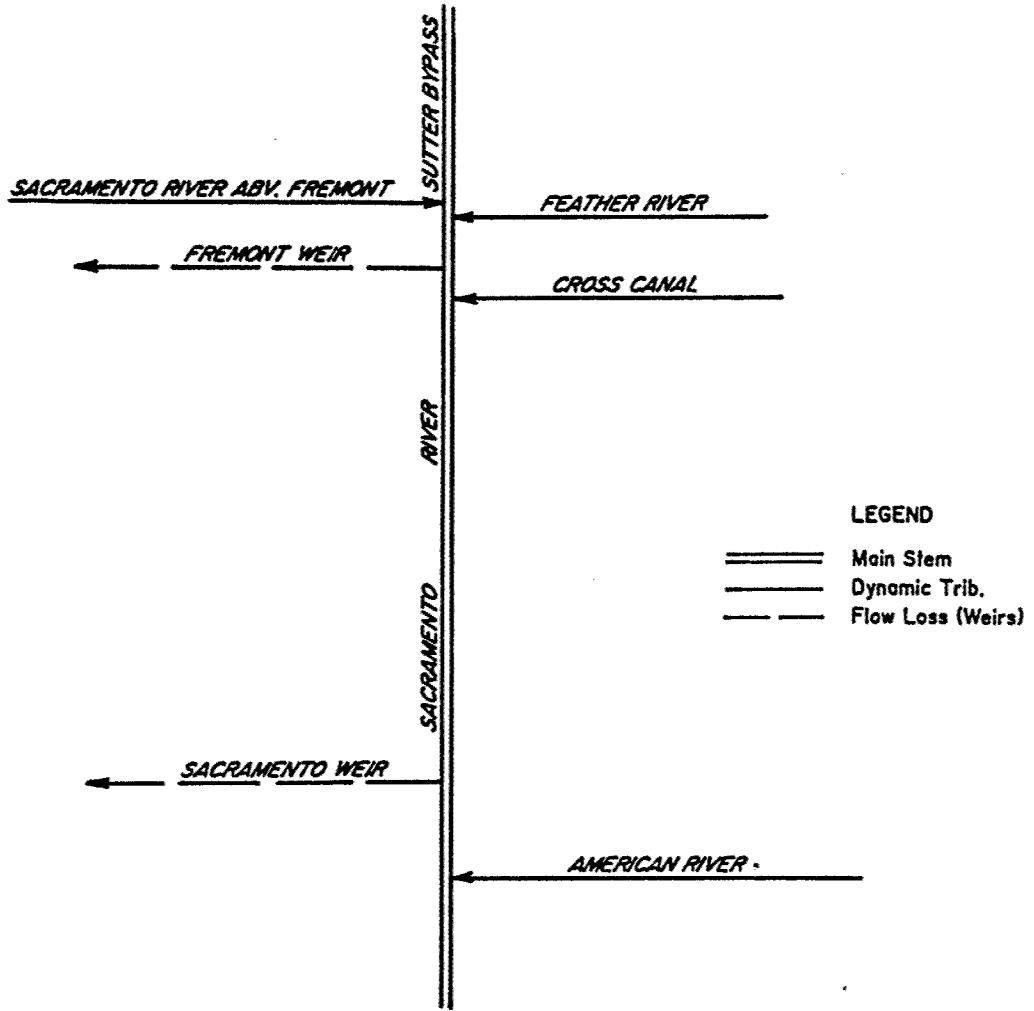 SUTTER BYPASS
SACRAMENTO RIVER ABV. FREMONT
FEATHER RIVER
FREMONT WEIR
CROSS CANAL
RIVER
LEGEND
Main Stem
Dynamic Trib.
Flow Loss (Weirs)
SACRAMENTO
SACRAMENTO WEIR
AMERICAN RIVER